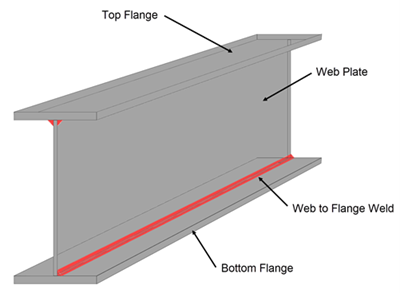 Top Flange
Web Plate
Web to Flange Weld
Bottom Flange